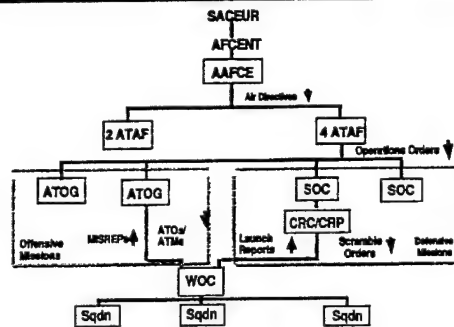 SACEUR
AFCENT
AAFCE
Air Directives
2 ATAF
4 ATAF
Operations Orders
ATOG
ATOG
SOC
SOC
CRC/CRP
Offensive
Missions
MISREPs
ATOs/
ATMs
Launch
Reports
Scramble
Orders
Defensive
Missions
WOC
Sqdn
Sqdn
Sqdn